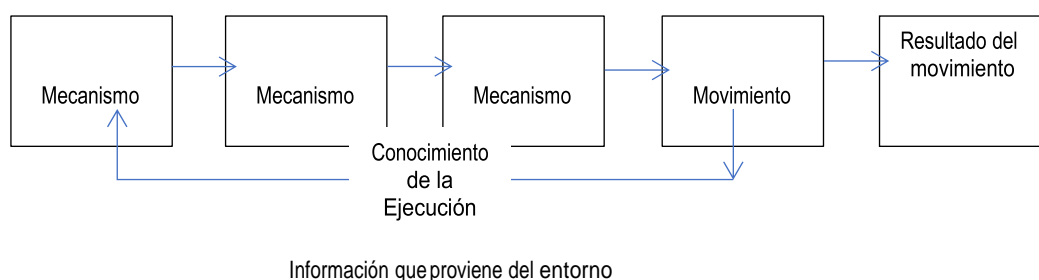 Mecanismo
Mecanismo
Mecanismo
Movimiento
Resultado del
movimiento
Conocimiento
de la
Ejecución
Información que proviene del entorno